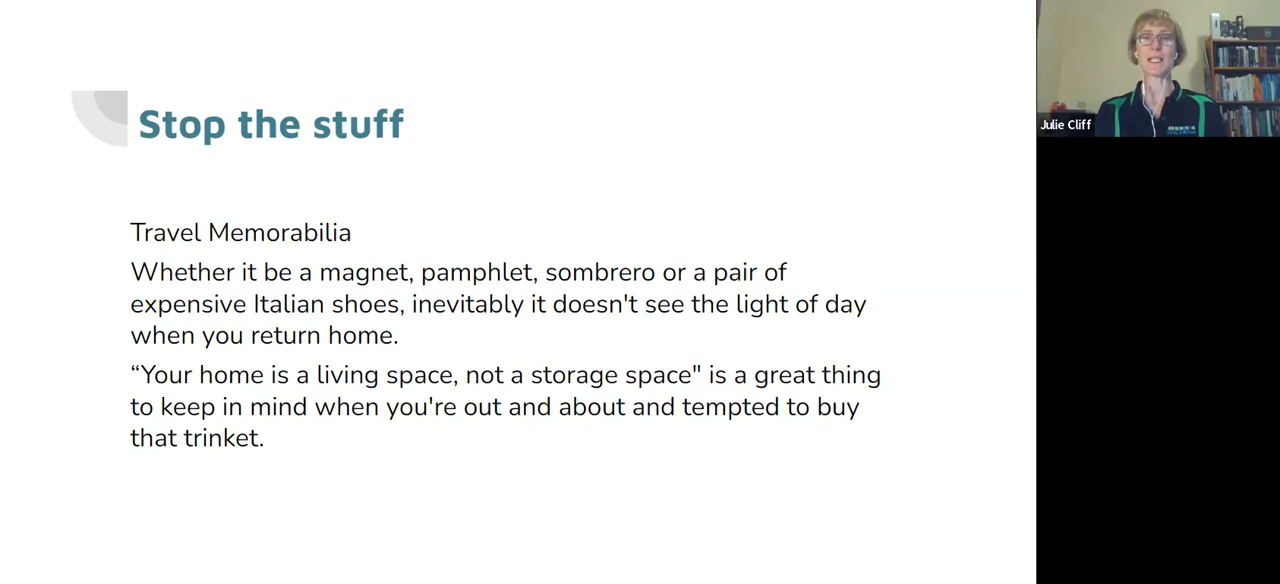 Stop the stuff
Travel Memorabilia
Whether it be a magnet, pamphlet, sombrero or a pair of
expensive Italian shoes, inevitably it doesn't see the light of day
when you return home.
“Your home is a living space, not a storage space" is a great thing
to keep in mind when you're out and about and tempted to buy
that trinket.
Julie Cliff